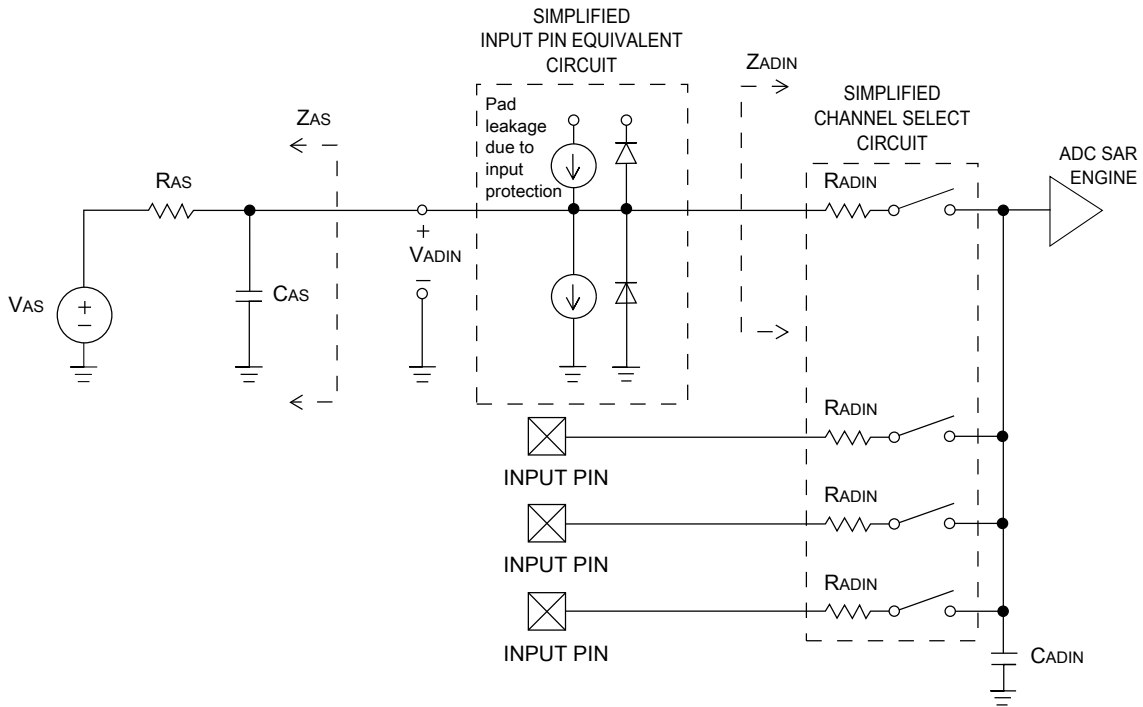 SIMPLIFIED
INPUT PIN EQUIVALENT
CIRCUIT
Pad
leakage
due to
input
protection
ZAS
ZADIN
SIMPLIFIED
CHANNEL SELECT
CIRCUIT
ADC SAR
ENGINE
RAS
RADIN
+
VADIN
–
CAS
VAS
+
–
RADIN
INPUT PIN
RADIN
INPUT PIN
RADIN
INPUT PIN
CADIN